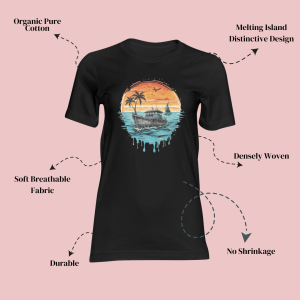 Organic Pure
Cotton
Melting Island
Distinctive Design
Densely Woven
Soft Breathable
Fabric
No Shrinkage
Durable